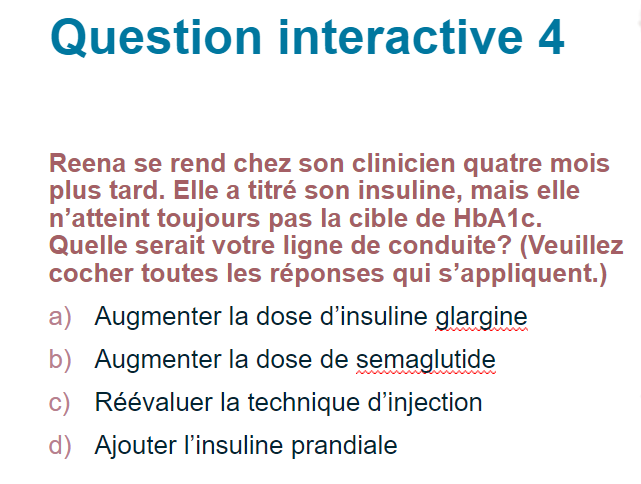 Question interactive 4
Reena se rend chez son clinicien quatre mois
plus tard. Elle a titré son insuline, mais elle
n’atteint toujours pas la cible de HbA1c.
Quelle serait votre ligne de conduite? (Veuillez
cocher toutes les réponses qui s’appliquent.)
a) Augmenter la dose d’insuline glargine
b) Augmenter la dose de semaglutide
c) Réévaluer la technique d’injection
d) Ajouter l’insuline prandiale